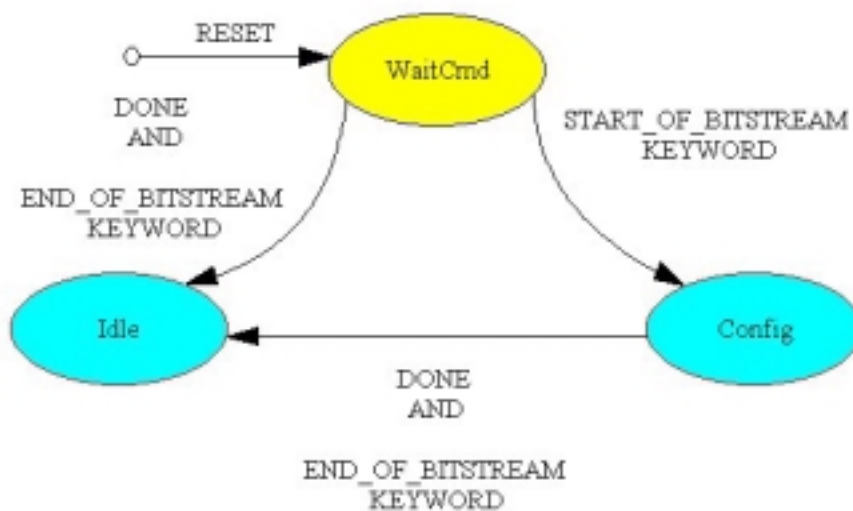 RESET
WaitCmd
DONE
AND
END_OF_BITSTREAM
KEYWORD
START_OF_BITSTREAM
KEYWORD
Idle
Config
DONE
AND
END_OF_BITSTREAM
KEYWORD